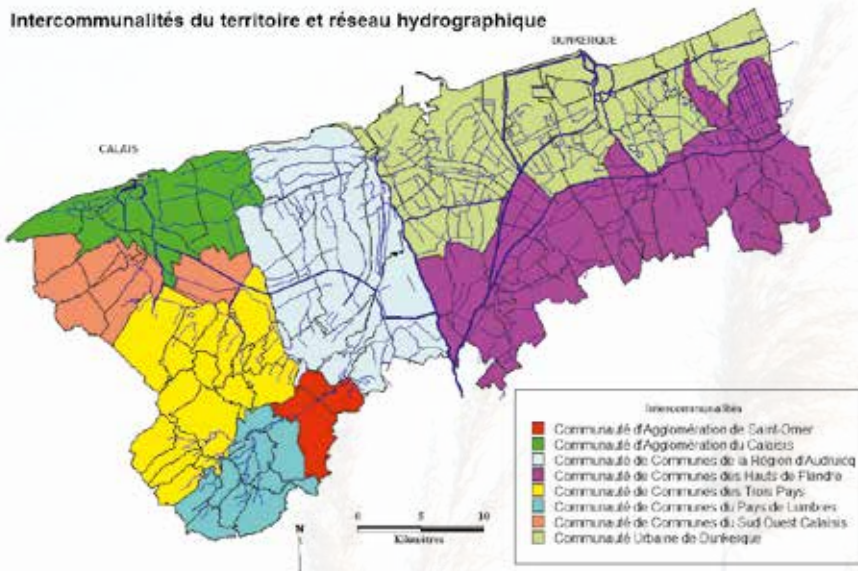 Intercommunalités du territoire et réseau hydrographique
DUNKERQUE
CALAIS
Intercommunalités
Communauté d'Agglomération de Saint-Omer
Communauté d'Agglomération du Calaisis
Communauté de Communes de la Région d'Audruicq
Communauté de Communes des Hauts de Flandre
Communauté de Communes des Trois Pays
Communauté de Communes du Pays de Lumbres
Communauté de Communes du Sud Ouest Calaisis
Communauté Urbaine de Dunkerque
0 5 10
Kilomètres
N